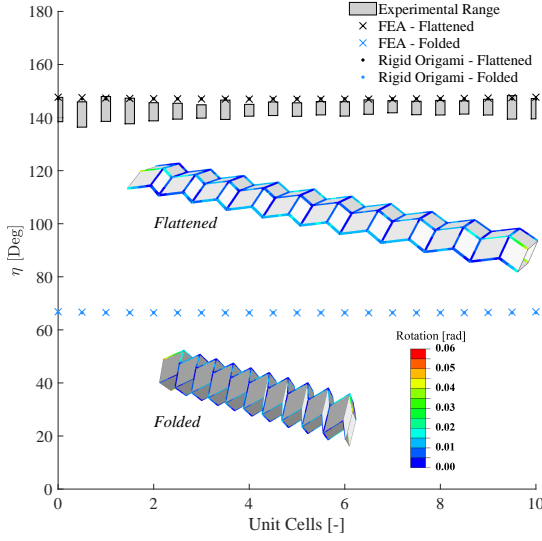 180
160
140
120
100
80
60
40
20
0
η [Deg]
0
2
4
6
8
10
Unit Cells [-]
Experimental Range
FEA - Flattened
FEA - Folded
Rigid Origami - Flattened
Rigid Origami - Folded
Flattened
Folded
Rotation [rad]
0.06
0.05
0.04
0.03
0.02
0.01
0.00